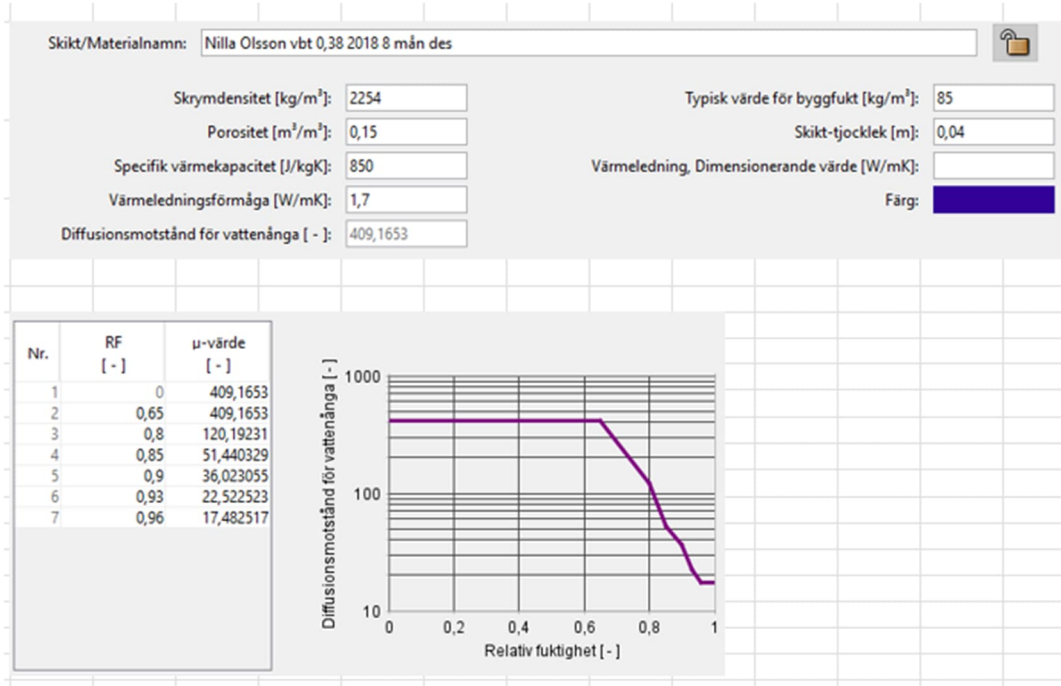 Skikt/Materialnamn: Nilla Olsson vbt 0,38 2018 8 mån des
Skrymdensitet [kg/m³]: 2254
Typisk värde för byggfukt [kg/m³]: 85
Porositet [m³/m³]: 0,15
Skikt-tjocklek [m]: 0,04
Specifik värmekapacitet [J/kgK]: 850
Värmeledning, Dimensionerande värde [W/mK]:
Värmeledningsförmåga [W/mK]: 1,7
Färg:
Diffusionsmotstånd för vattenånga [ - ]: 409,1653
Nr. RF [ - ] µ-värde [ - ]
1 0 409,1653
2 0,65 409,1653
3 0,8 120,19231
4 0,85 51,440329
5 0,9 36,023055
6 0,93 22,522523
7 0,96 17,482517
Diffusionsmotstånd för vattenånga [ - ]
1000
100
10
0 0,2 0,4 0,6 0,8 1
Relativ fuktighet [ - ]